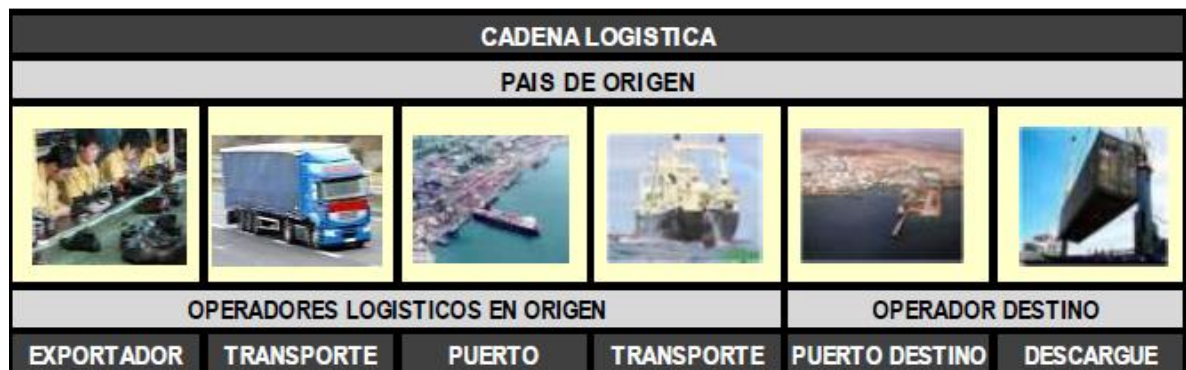 CADENA LOGISTICA
PAIS DE ORIGEN
OPERADORES LOGISTICOS EN ORIGEN OPERADOR DESTINO
EXPORTADOR TRANSPORTE PUERTO TRANSPORTE PUERTO DESTINO DESCARGUE